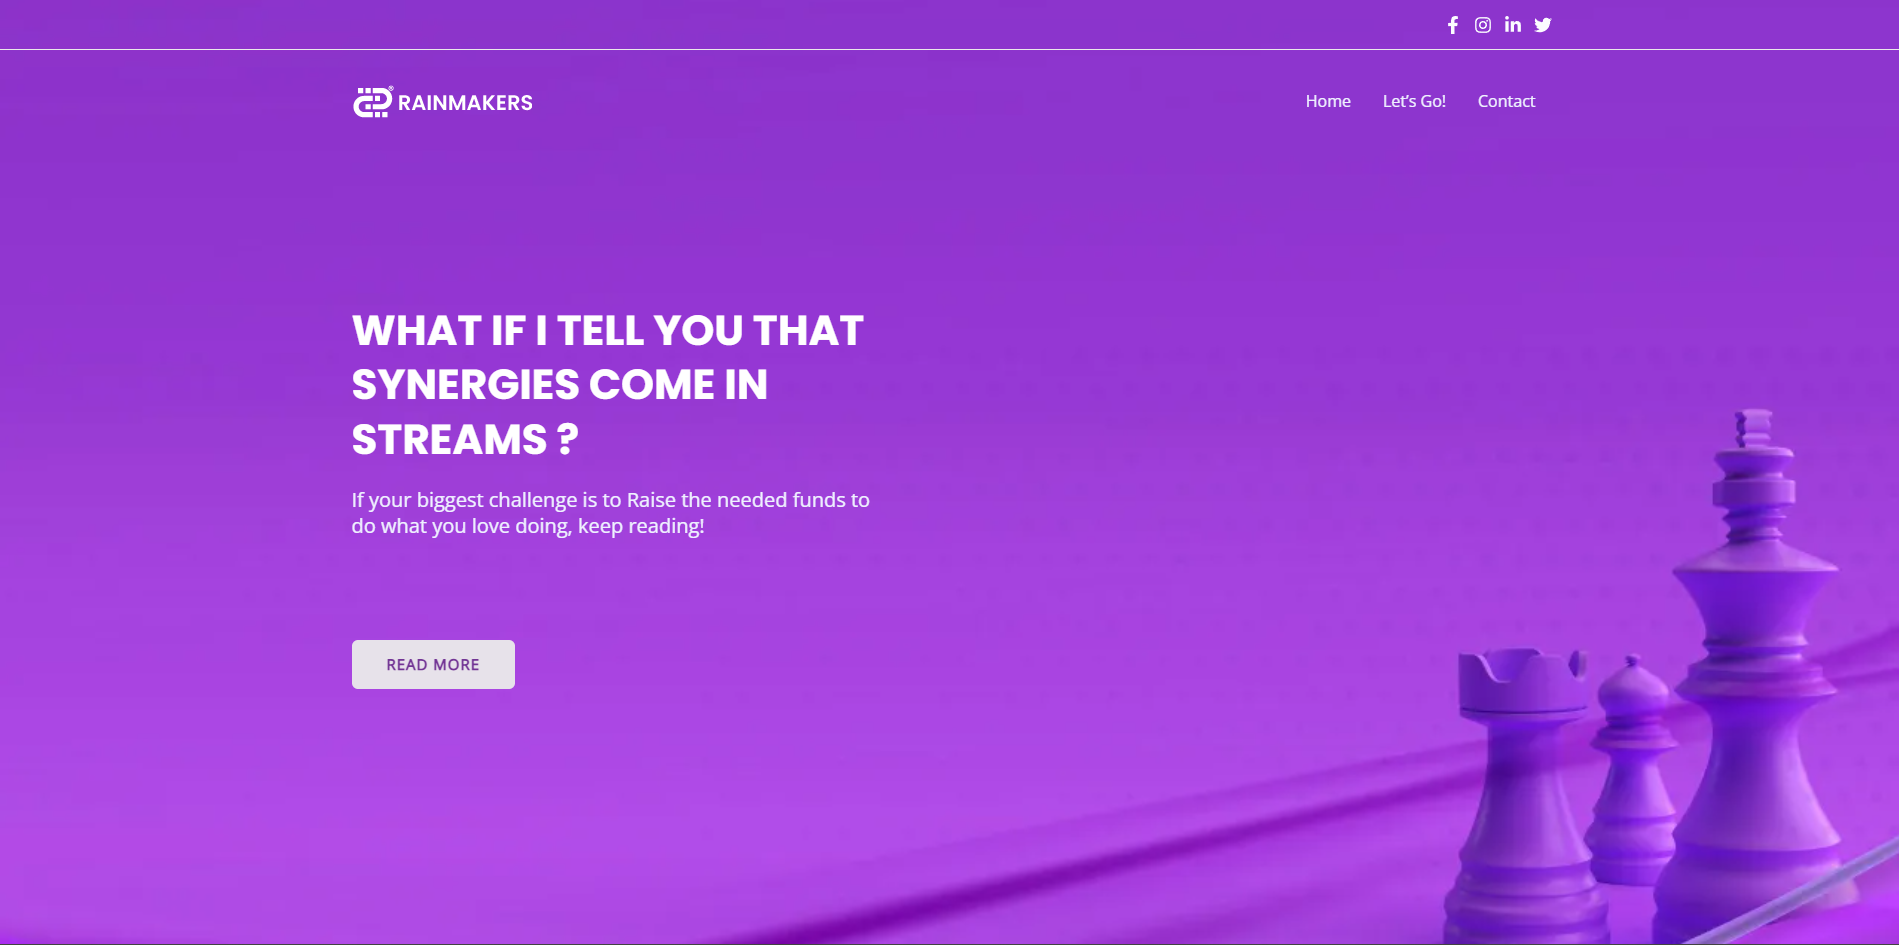 RAINMAKERS
Home Let's Go! Contact
WHAT IF I TELL YOU THAT
SYNERGIES COME IN
STREAMS ?
If your biggest challenge is to Raise the needed funds to
do what you love doing, keep reading!
READ MORE